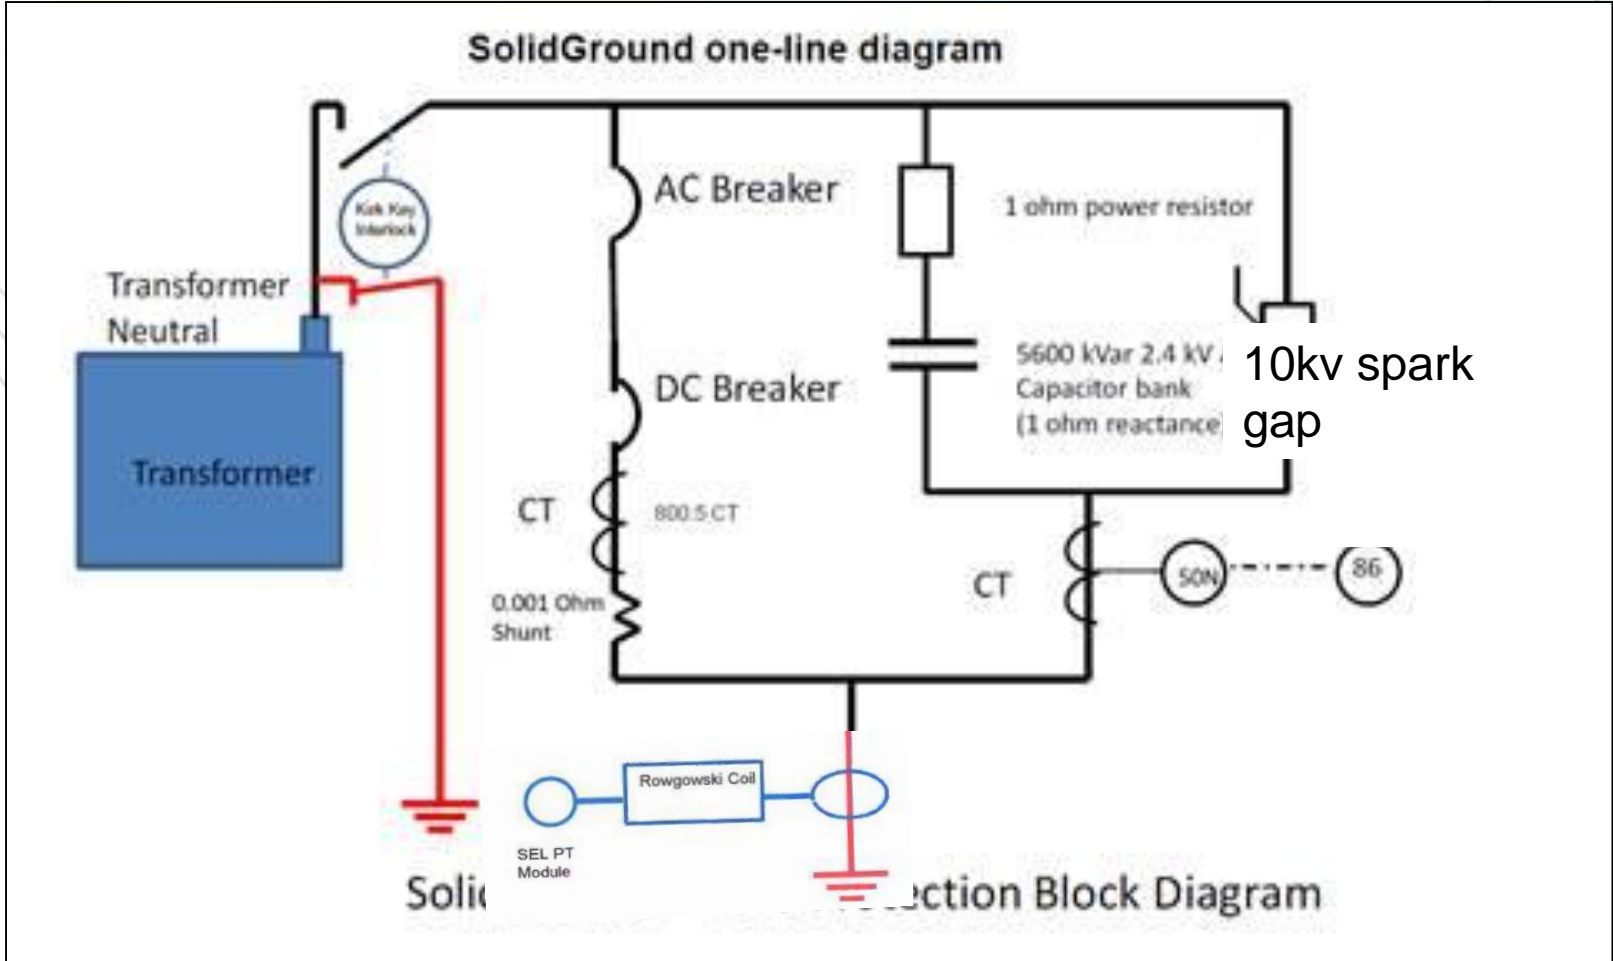 SolidGround one-line diagram
AC Breaker
1 ohm power resistor
Kirk Key
Interlock
Transformer
Neutral
5600 kVar 2.4 kV
Capacitor bank
(1 ohm reactance
10kv spark
gap
DC Breaker
Transformer
CT
800:5 CT
CT
50N
86
0.001 Ohm
Shunt
Rowgowski Coil
SEL PT
Module
Solid
ection Block Diagram